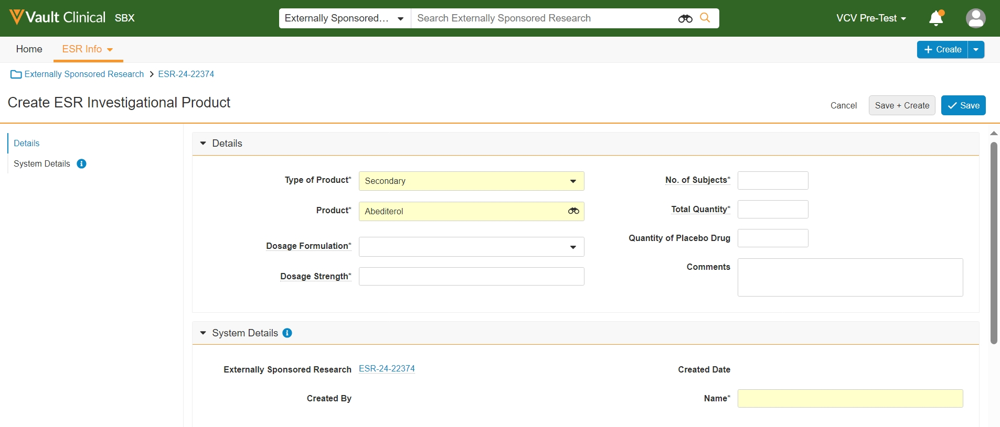 Vault Clinical SBX
Externally Sponsored... Search Externally Sponsored Research
VCV Pre-Test
Home ESR Info
+ Create
Externally Sponsored Research > ESR-24-22374
Create ESR Investigational Product
Cancel Save + Create Save
Details
System Details
Details
Type of Product* Secondary
Product* Abediterol
Dosage Formulation*
Dosage Strength*
No. of Subjects*
Total Quantity*
Quantity of Placebo Drug
Comments
System Details
Externally Sponsored Research ESR-24-22374
Created By
Created Date
Name*